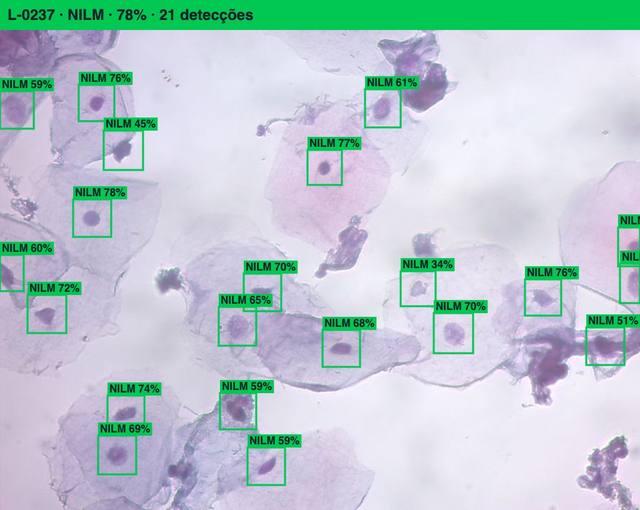 L-0237 · NILM · 78% · 21 detecções
NILM 59%
NILM 76%
NILM 61%
NILM 45%
NILM 77%
NILM 78%
NILM 60%
NILM 70%
NILM 34%
NILM 76%
NILM 72%
NILM 65%
NILM 70%
NILM 68%
NILM 51%
NILM 74%
NILM 59%
NILM 69%
NILM 59%